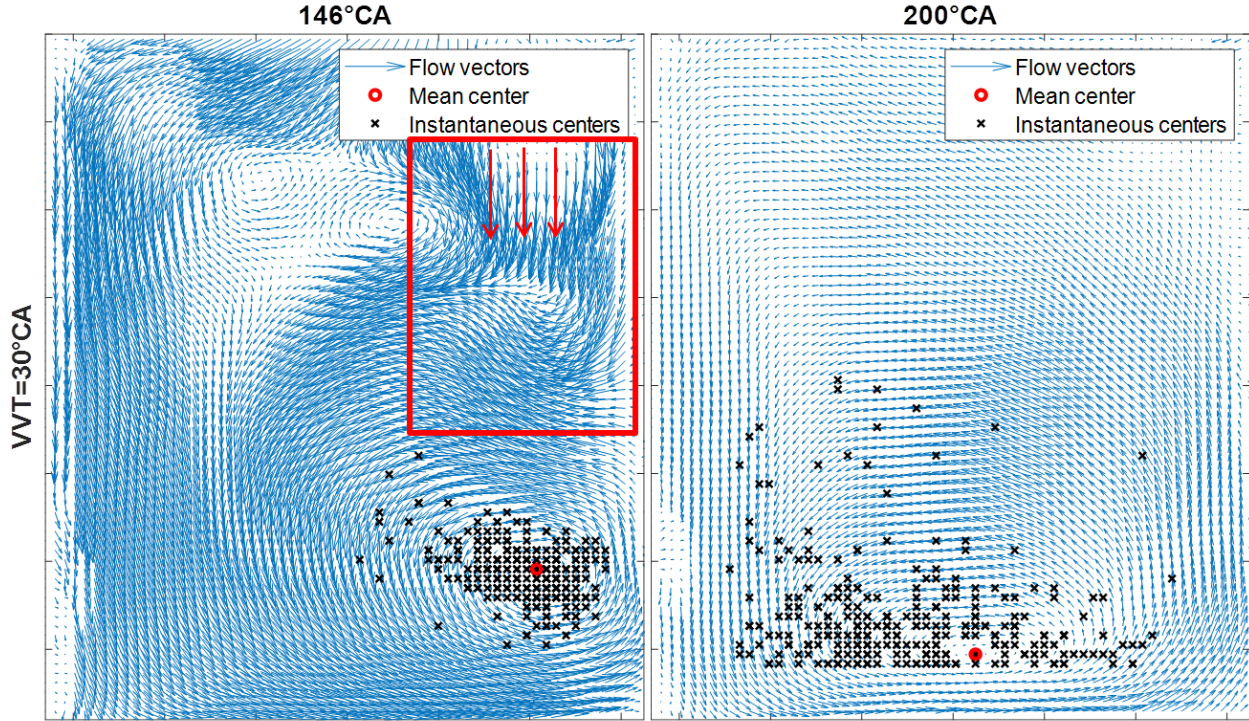 146°CA
200°CA
Flow vectors
Mean center
Instantaneous centers
Flow vectors
Mean center
Instantaneous centers
VVT=30°CA